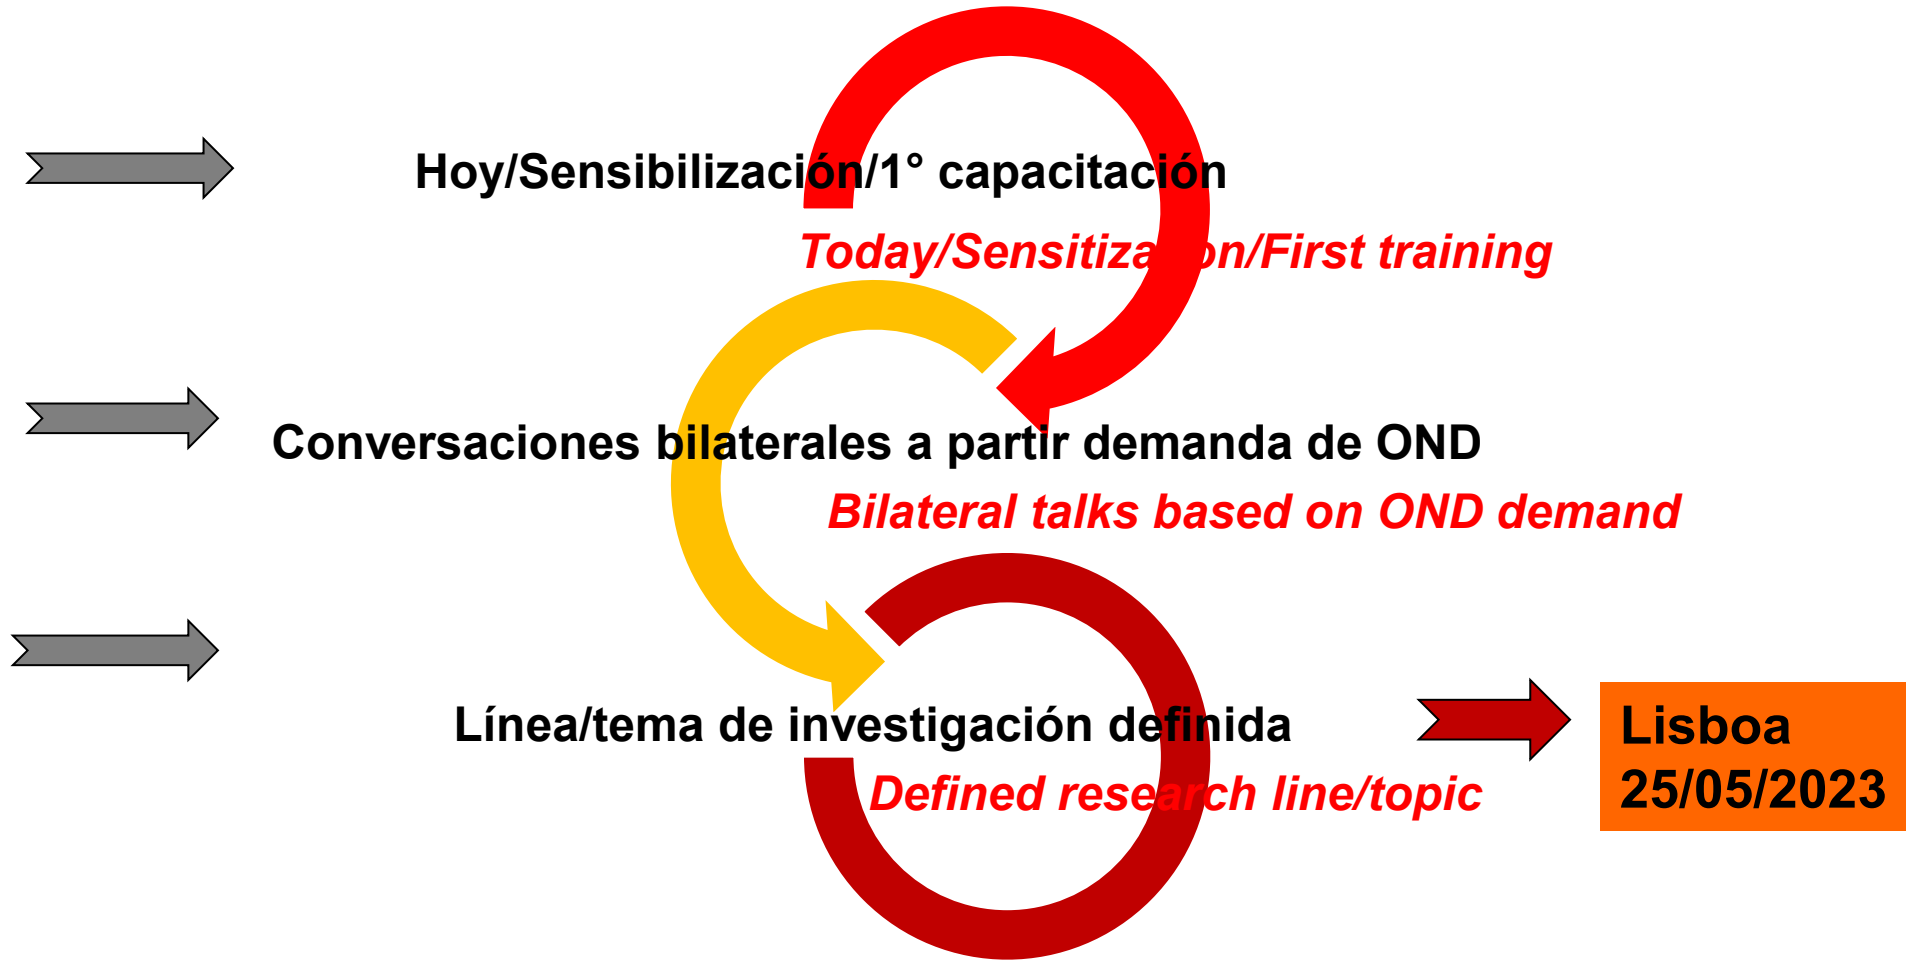 Hoy/Sensibilización/1° capacitación
Today/Sensitization/First training
Conversaciones bilaterales a partir demanda de OND
Bilateral talks based on OND demand
Línea/tema de investigación definida
Defined research line/topic
Lisboa
25/05/2023